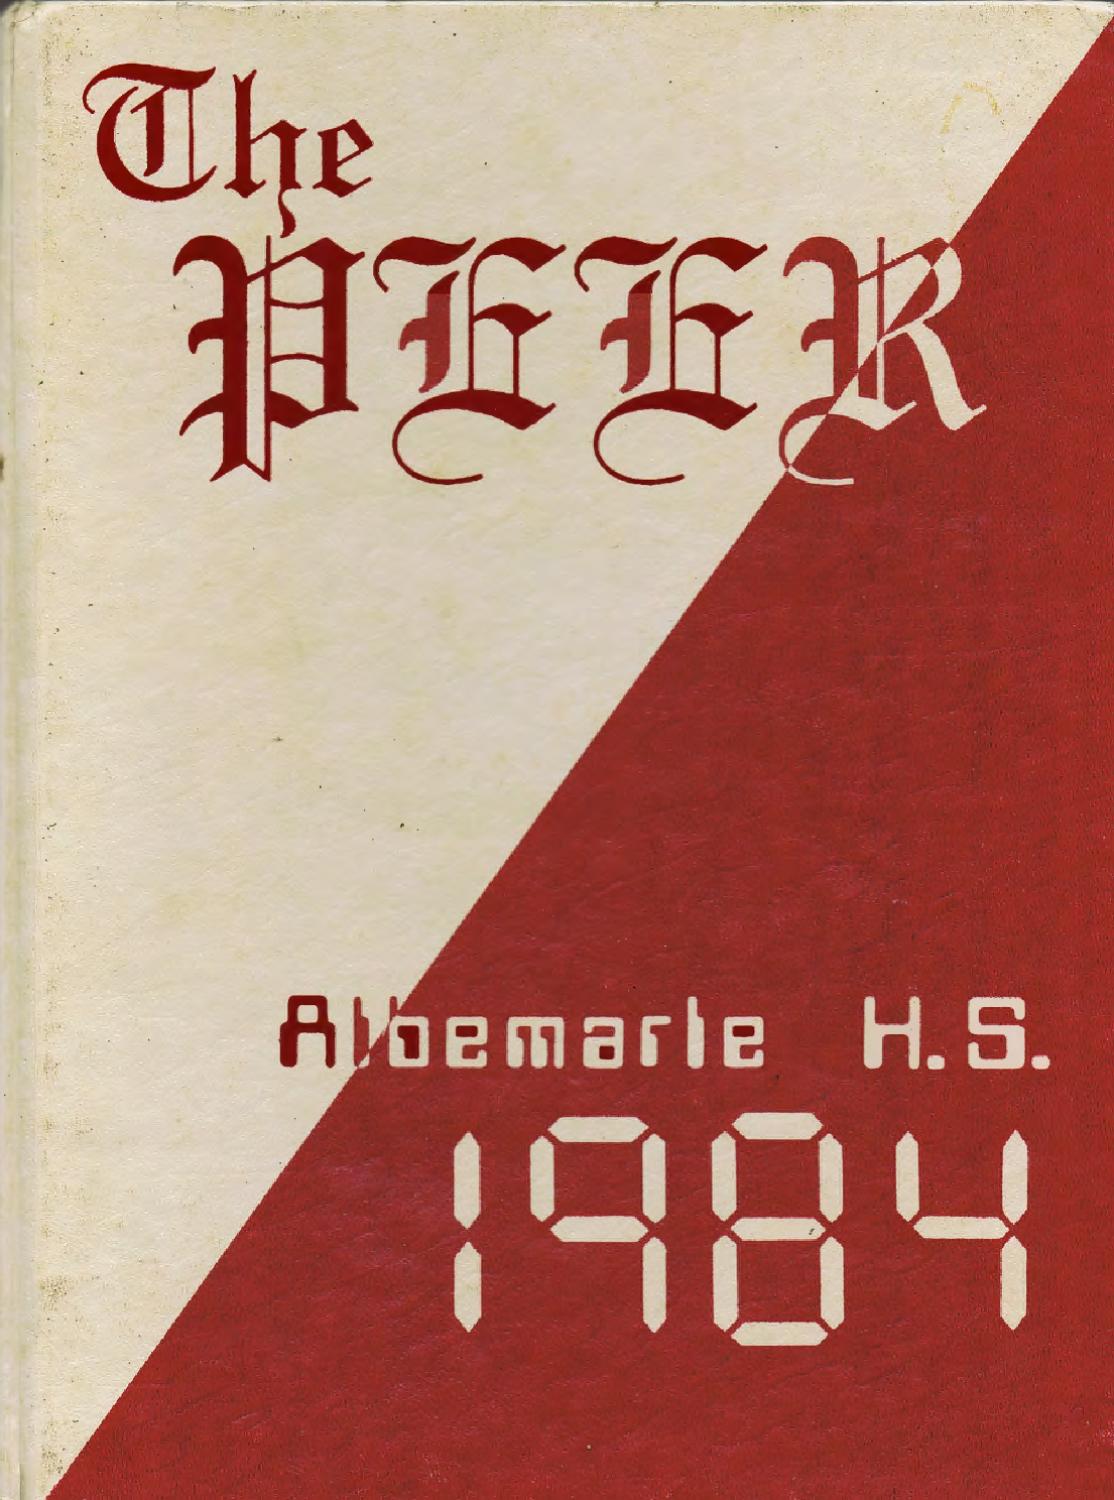 The
PEER
Albemarle H.S.
1984